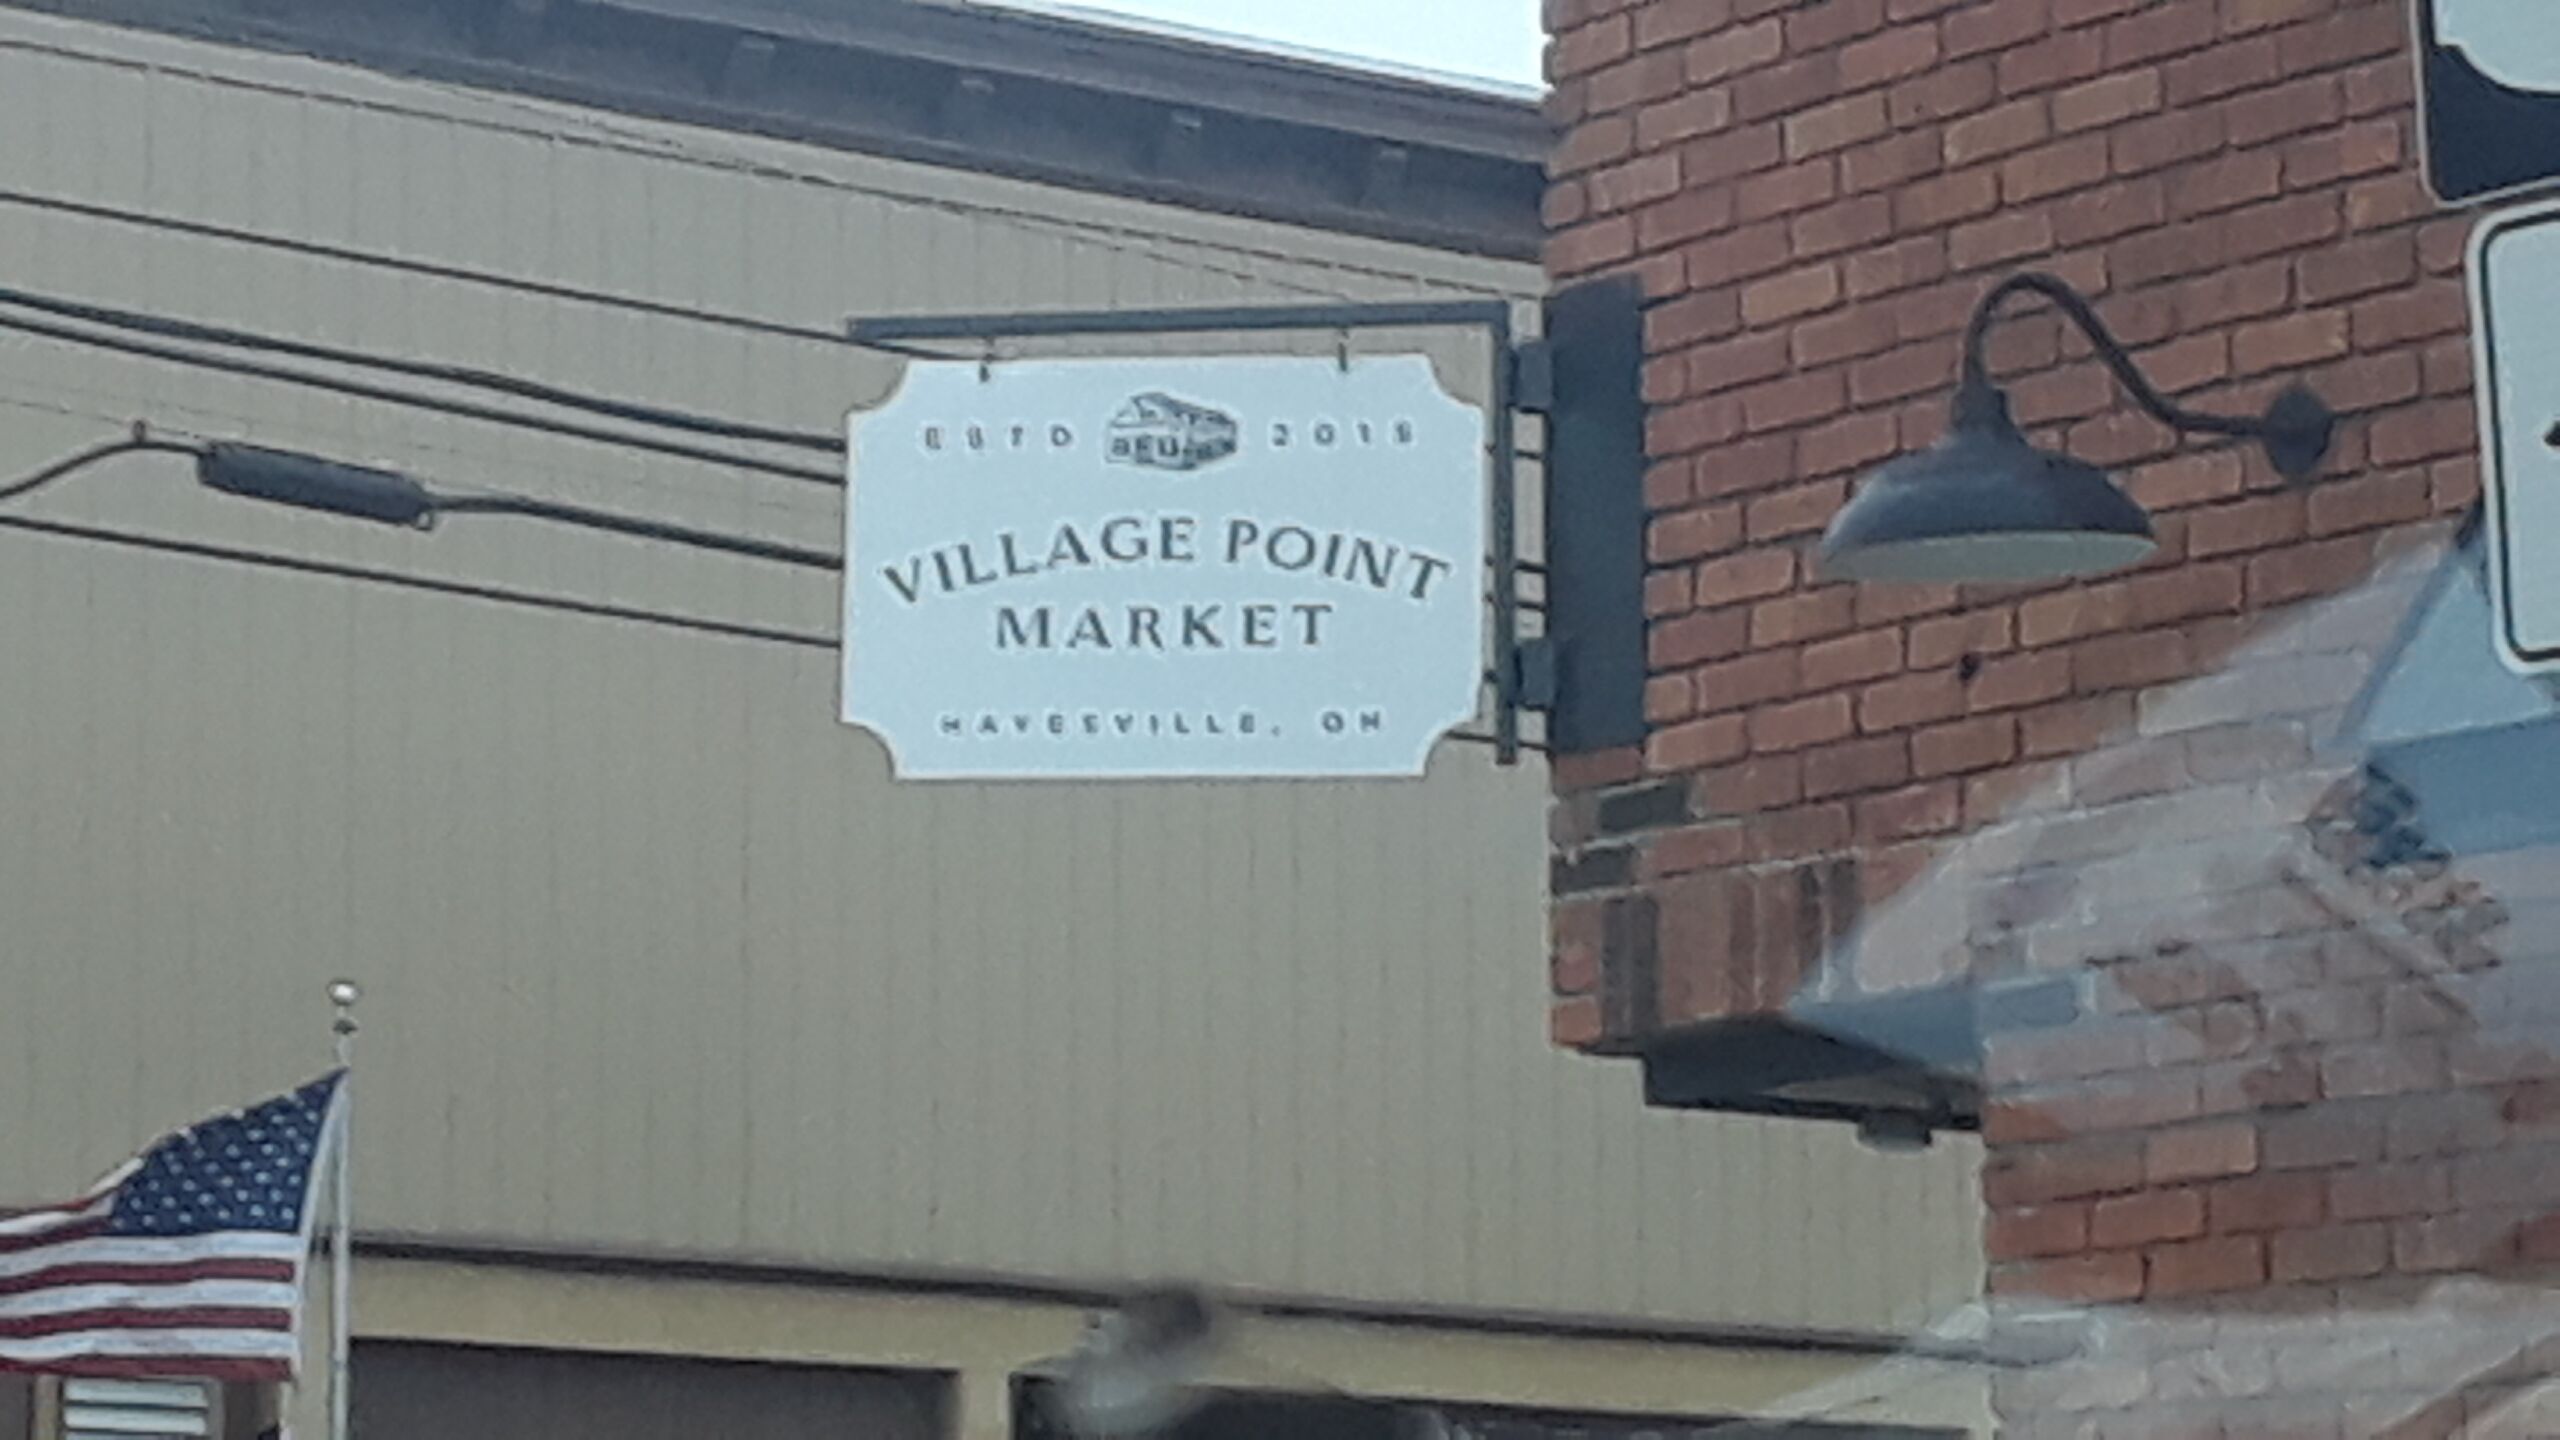 ESTD 2018
VILLAGE POINT
MARKET
HAYESVILLE, OH